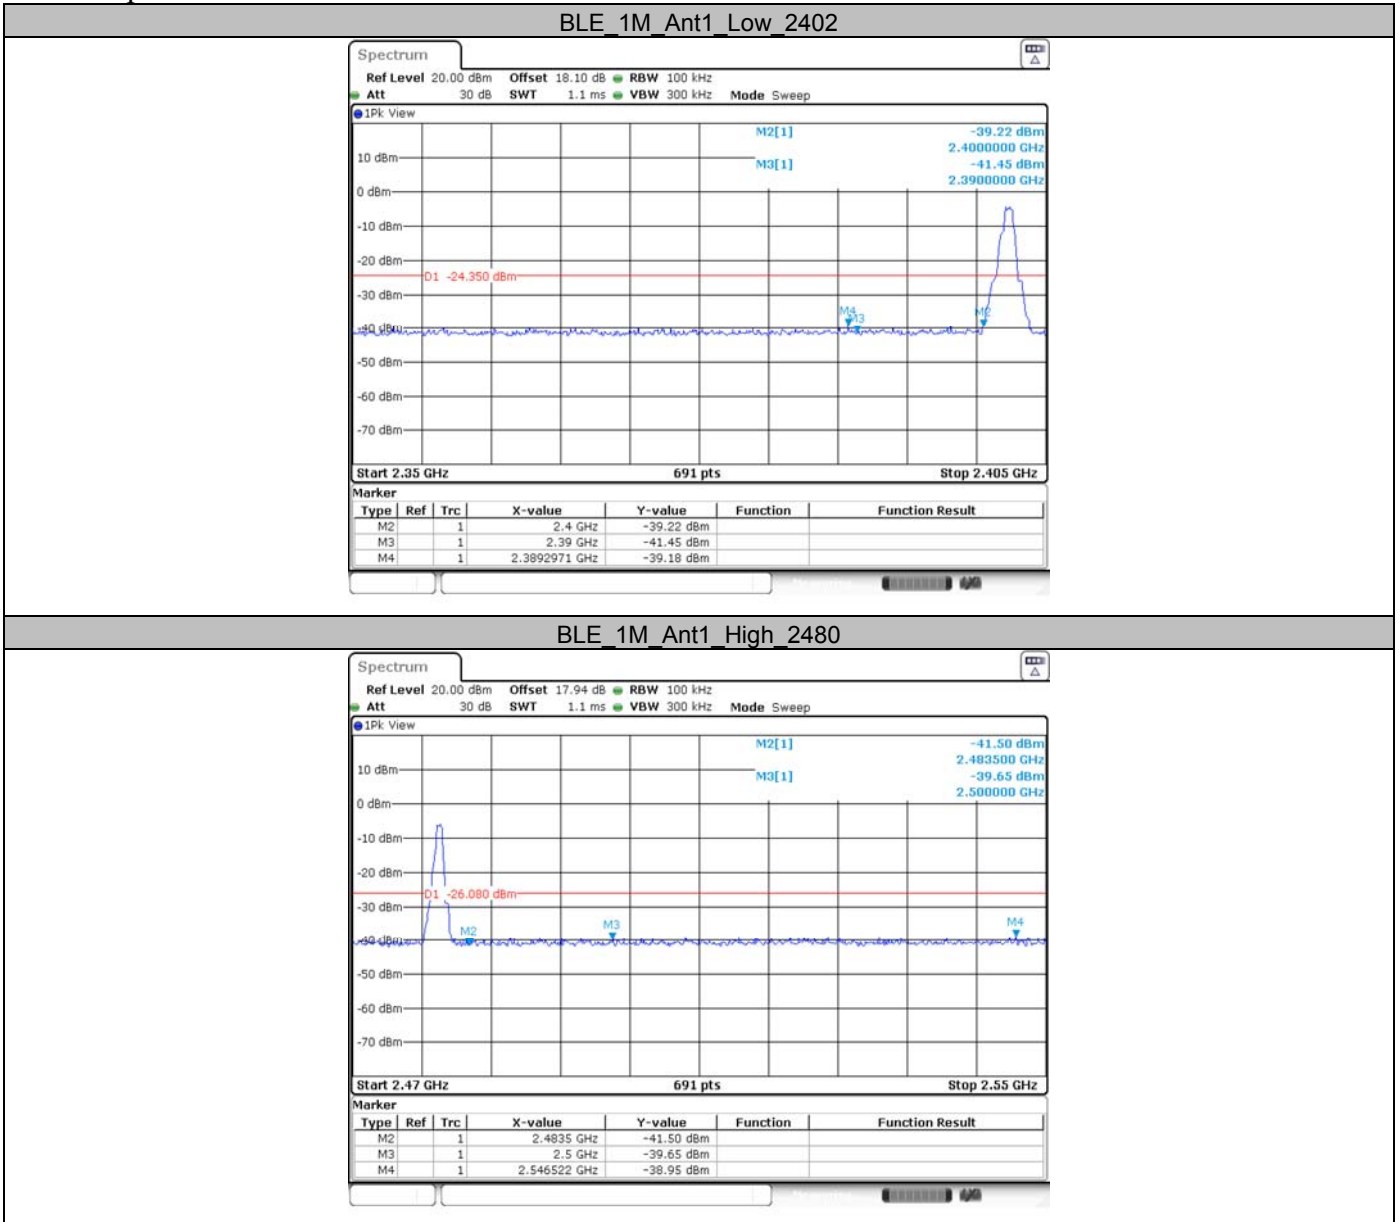 BLE_1M_Ant1_Low_2402
Spectrum
Ref Level 20.00 dBm Offset 18.10 dB RBW 100 kHz
Att 30 dB SWT 1.1 ms VBW 300 kHz Mode Sweep
1Pk View
M2[1] -39.22 dBm
2.4000000 GHz
10 dBm
M3[1] -41.45 dBm
2.3900000 GHz
0 dBm
-10 dBm
-20 dBm
D1 -24.350 dBm
-30 dBm
M4 M3 M2
-40 dBm
-50 dBm
-60 dBm
-70 dBm
Start 2.35 GHz 691 pts Stop 2.405 GHz
Marker
Type Ref Trc X-value Y-value Function Function Result
M2 1 2.4 GHz -39.22 dBm
M3 1 2.39 GHz -41.45 dBm
M4 1 2.3892971 GHz -39.18 dBm
BLE_1M_Ant1_High_2480
Spectrum
Ref Level 20.00 dBm Offset 17.94 dB RBW 100 kHz
Att 30 dB SWT 1.1 ms VBW 300 kHz Mode Sweep
1Pk View
M2[1] -41.50 dBm
2.483500 GHz
10 dBm
M3[1] -39.65 dBm
2.500000 GHz
0 dBm
-10 dBm
-20 dBm
D1 -26.080 dBm
-30 dBm
M2 M3 M4
-40 dBm
-50 dBm
-60 dBm
-70 dBm
Start 2.47 GHz 691 pts Stop 2.55 GHz
Marker
Type Ref Trc X-value Y-value Function Function Result
M2 1 2.4835 GHz -41.50 dBm
M3 1 2.5 GHz -39.65 dBm
M4 1 2.546522 GHz -38.95 dBm